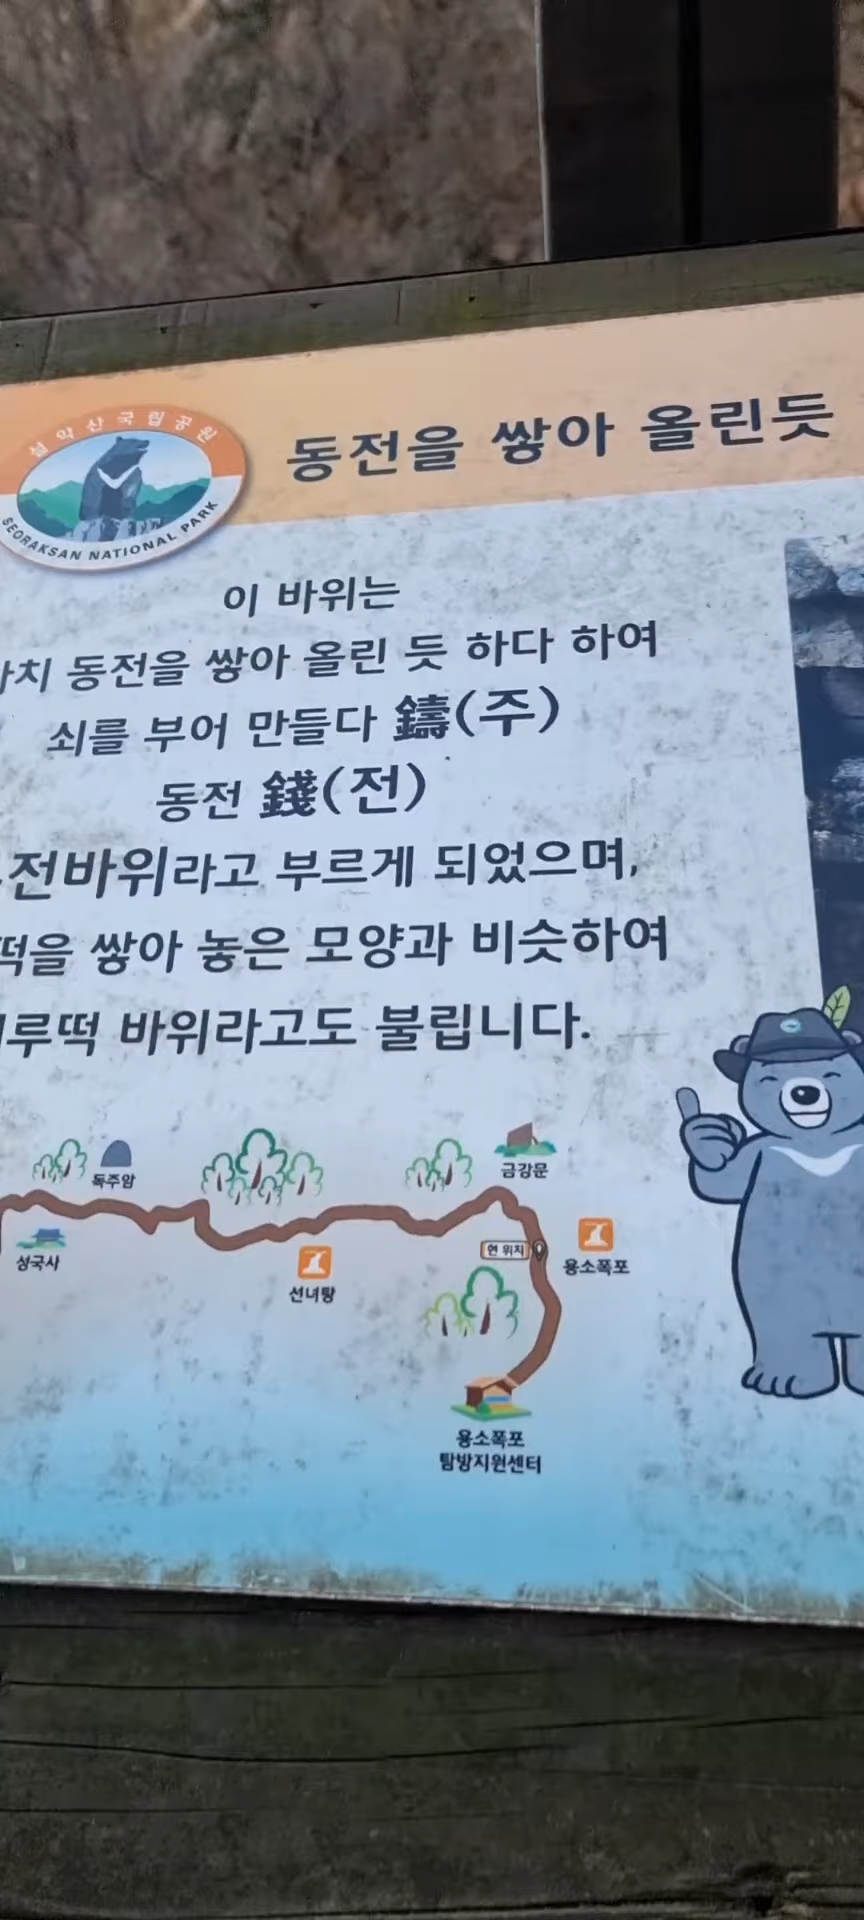 설악산국립공원
SEORAKSAN NATIONAL PARK
동전을 쌓아 올린듯
이 바위는
동전을 쌓아 올린 듯 하다 하여
쇠를 부어 만들다 鑄(주)
동전 錢(전)
전바위라고 부르게 되었으며,
떡을 쌓아 놓은 모양과 비슷하여
루떡 바위라고도 불립니다.
독주암
금강문
성국사
선녀탕
현 위치
용소폭포
용소폭포
탐방지원센터